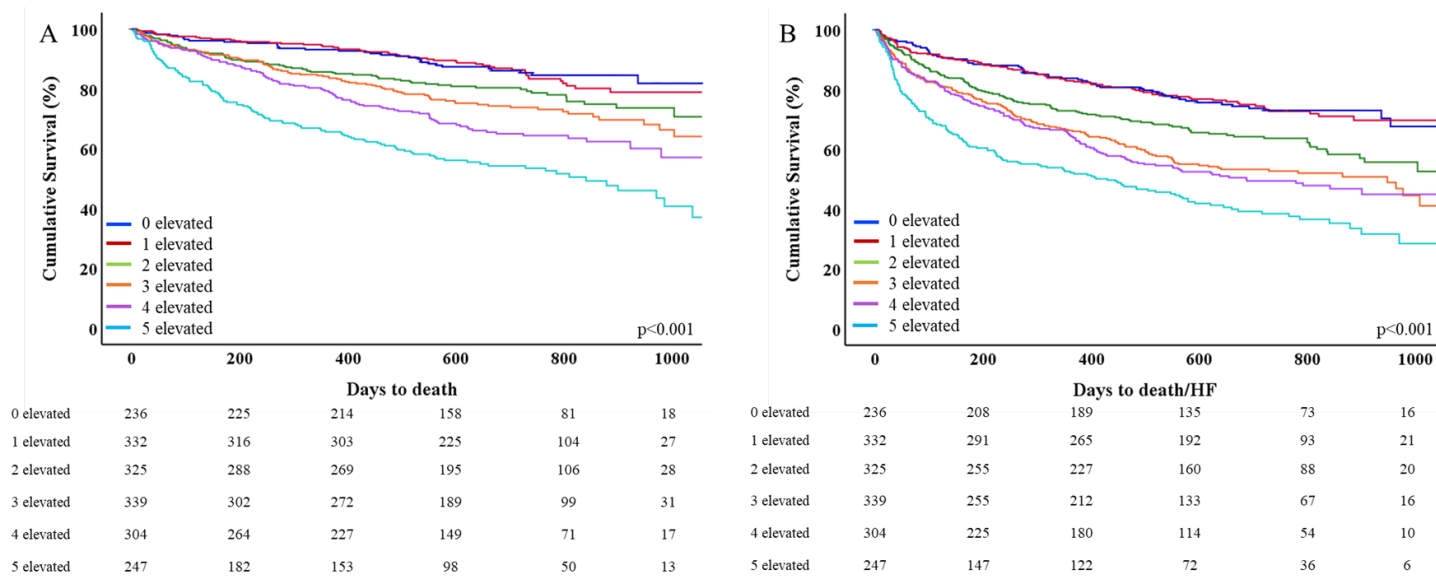 A
Cumulative Survival (%)
100
80
60
40
20
0
0 elevated
1 elevated
2 elevated
3 elevated
4 elevated
5 elevated
p<0.001
0 200 400 600 800 1000
Days to death
0 elevated 236 225 214 158 81 18
1 elevated 332 316 303 225 104 27
2 elevated 325 288 269 195 106 28
3 elevated 339 302 272 189 99 31
4 elevated 304 264 227 149 71 17
5 elevated 247 182 153 98 50 13
B
Cumulative Survival (%)
100
80
60
40
20
0
0 elevated
1 elevated
2 elevated
3 elevated
4 elevated
5 elevated
p<0.001
0 200 400 600 800 1000
Days to death/HF
0 elevated 236 208 189 135 73 16
1 elevated 332 291 265 192 93 21
2 elevated 325 255 227 160 88 20
3 elevated 339 255 212 133 67 16
4 elevated 304 225 180 114 54 10
5 elevated 247 147 122 72 36 6